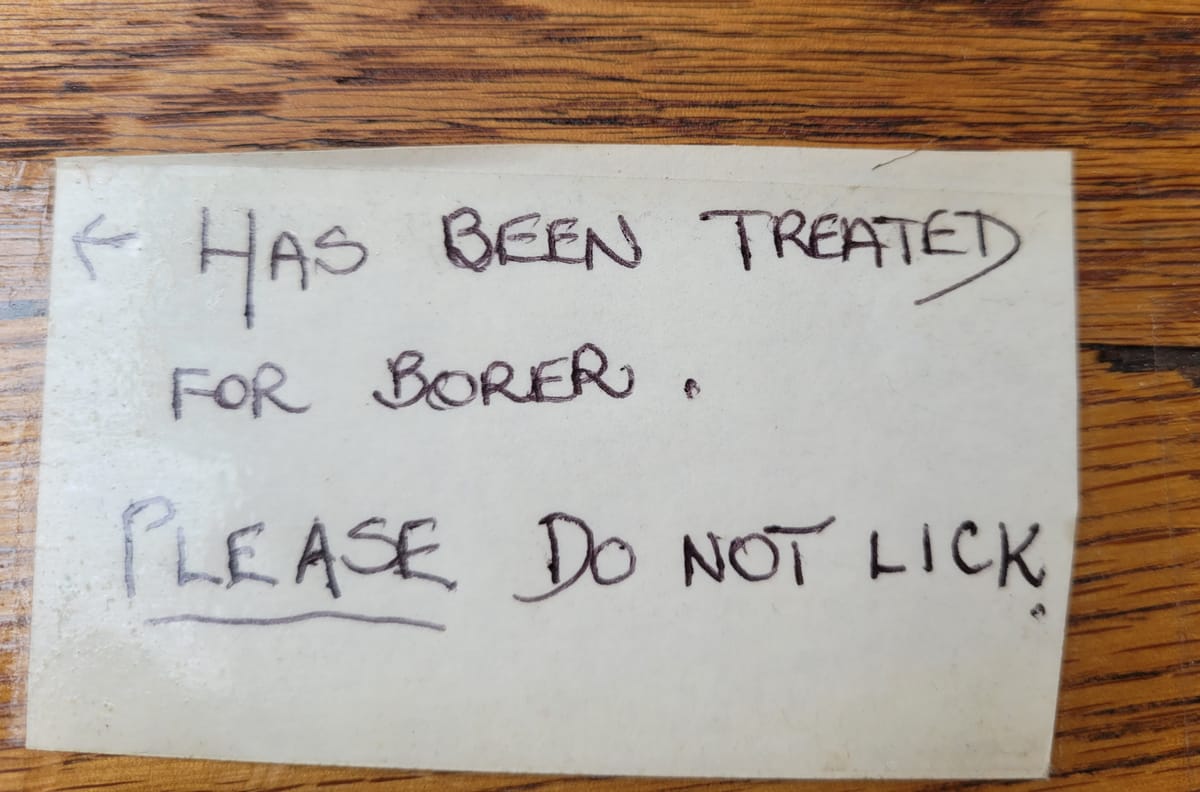 ← HAS BEEN TREATED
FOR BORER.
PLEASE DO NOT LICK.